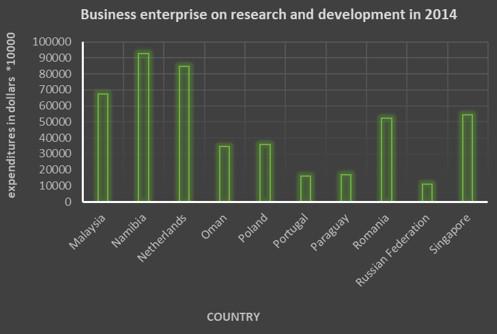 Business enterprise on research and development in 2014
expenditures in dollars *10000
100000
90000
80000
70000
60000
50000
40000
30000
20000
10000
0
Malaysia
Namibia
Netherlands
Oman
Poland
Portugal
Paraguay
Romania
Russian Federation
Singapore
COUNTRY